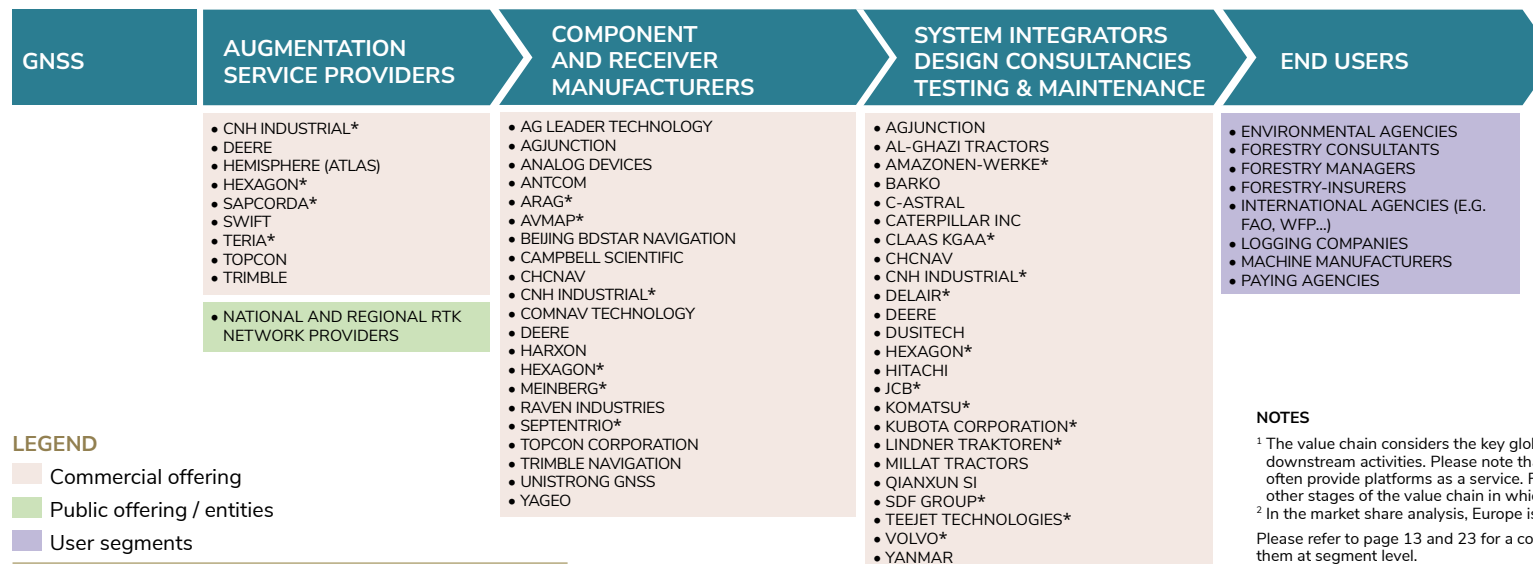 GNSS
AUGMENTATION
SERVICE PROVIDERS
COMPONENT
AND RECEIVER
MANUFACTURERS
SYSTEM INTEGRATORS
DESIGN CONSULTANCIES
TESTING & MAINTENANCE
END USERS
• CNH INDUSTRIAL*
• DEERE
• HEMISPHERE (ATLAS)
• HEXAGON*
• SAPCORDA*
• SWIFT
• TERIA*
• TOPCON
• TRIMBLE
• NATIONAL AND REGIONAL RTK
NETWORK PROVIDERS
• AG LEADER TECHNOLOGY
• AGJUNCTION
• ANALOG DEVICES
• ANTCOM
• ARAG*
• AVMAP*
• BEIJING BDSTAR NAVIGATION
• CAMPBELL SCIENTIFIC
• CHCNAV
• CNH INDUSTRIAL*
• COMNAV TECHNOLOGY
• DEERE
• HARXON
• HEXAGON*
• MEINBERG*
• RAVEN INDUSTRIES
• SEPTENTRIO*
• TOPCON CORPORATION
• TRIMBLE NAVIGATION
• UNISTRONG GNSS
• YAGEO
• AGJUNCTION
• AL-GHAZI TRACTORS
• AMAZONEN-WERKE*
• BARKO
• C-ASTRAL
• CATERPILLAR INC
• CLAAS KGAA*
• CHCNAV
• CNH INDUSTRIAL*
• DELAIR*
• DEERE
• DUSITECH
• HEXAGON*
• HITACHI
• JCB*
• KOMATSU*
• KUBOTA CORPORATION*
• LINDNER TRAKTOREN*
• MILLAT TRACTORS
• QIANXUN SI
• SDF GROUP*
• TEEJET TECHNOLOGIES*
• VOLVO*
• YANMAR
• ENVIRONMENTAL AGENCIES
• FORESTRY CONSULTANTS
• FORESTRY MANAGERS
• FORESTRY-INSURERS
• INTERNATIONAL AGENCIES (E.G.
FAO, WFP...)
• LOGGING COMPANIES
• MACHINE MANUFACTURERS
• PAYING AGENCIES
LEGEND
Commercial offering
Public offering / entities
User segments
NOTES
¹ The value chain considers the key glo
downstream activities. Please note th
often provide platforms as a service.
other stages of the value chain in whi
² In the market share analysis, Europe is
Please refer to page 13 and 23 for a co
them at segment level.